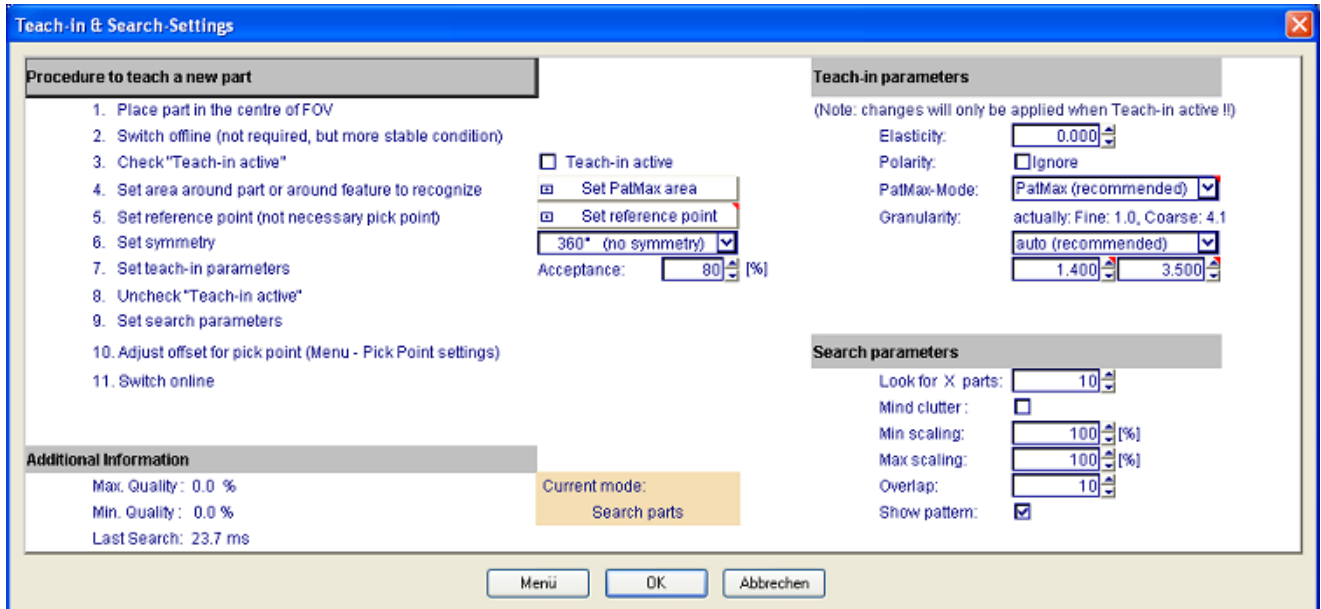 Teach-in & Search-Settings
Procedure to teach a new part
1. Place part in the centre of FOV
2. Switch offline (not required, but more stable condition)
3. Check "Teach-in active"
Teach-in active
4. Set area around part or around feature to recognize
Set PatMax area
5. Set reference point (not necessary pick point)
Set reference point
6. Set symmetry
360° (no symmetry)
7. Set teach-in parameters
Acceptance: 80 [%]
8. Uncheck "Teach-in active"
9. Set search parameters
10. Adjust offset for pick point (Menu - Pick Point settings)
11. Switch online
Teach-in parameters
(Note: changes will only be applied when Teach-in active !!)
Elasticity: 0.000
Polarity: Ignore
PatMax-Mode: PatMax (recommended)
Granularity: actually: Fine: 1.0, Coarse: 4.1
auto (recommended)
1.400 3.500
Search parameters
Look for X parts: 10
Mind clutter :
Min scaling: 100 [%]
Max scaling: 100 [%]
Overlap: 10
Show pattern:
Additional Information
Max. Quality : 0.0 %
Min. Quality : 0.0 %
Last Search: 23.7 ms
Current mode:
Search parts
Menü OK Abbrechen